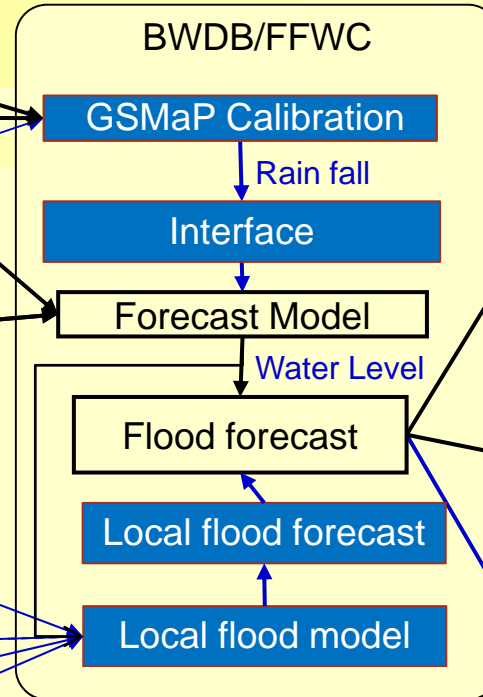 BWDB/FFWC
GSMaP Calibration
Rain fall
Interface
Forecast Model
Water Level
Flood forecast
Local flood forecast
Local flood model